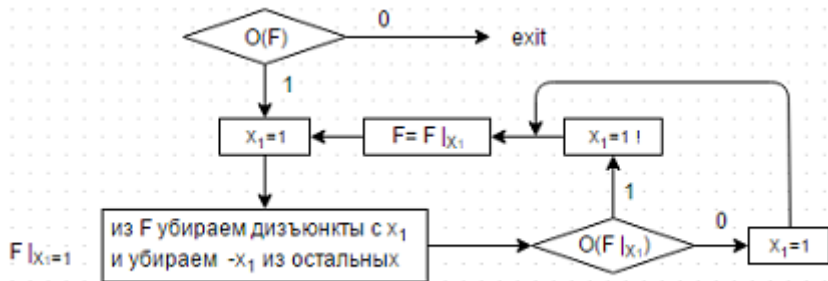 O(F)
0
exit
1
x₁=1
F= F |x₁
x₁=1 !
1
0
F |x₁=1
из F убираем дизъюнкты с x₁
и убираем -x₁ из остальных
O(F |x₁)
x₁=1